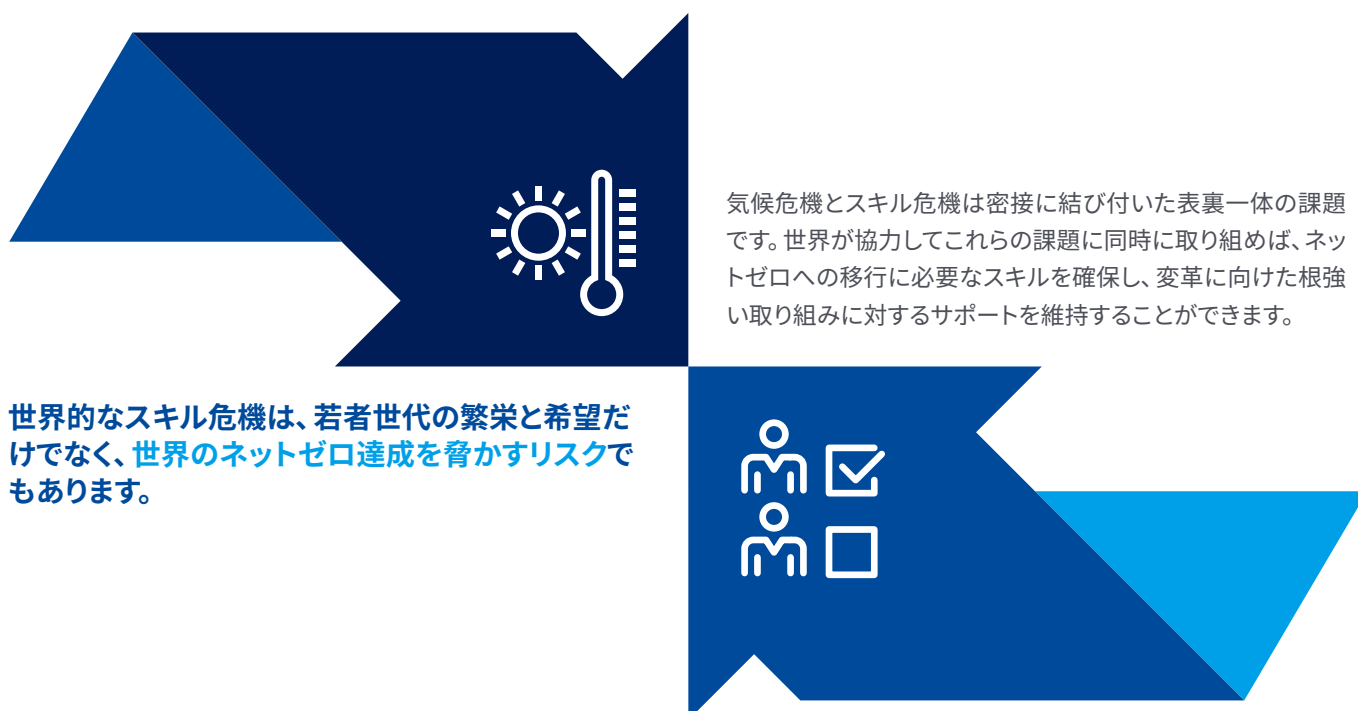 気候危機とスキル危機は密接に結び付いた表裏一体の課題
です。世界が協力してこれらの課題に同時に取り組めば、ネッ
トゼロへの移行に必要なスキルを確保し、変革に向けた根強
い取り組みに対するサポートを維持することができます。
世界的なスキル危機は、若者世代の繁栄と希望だ
けでなく、世界のネットゼロ達成を脅かすリスクで
もあります。